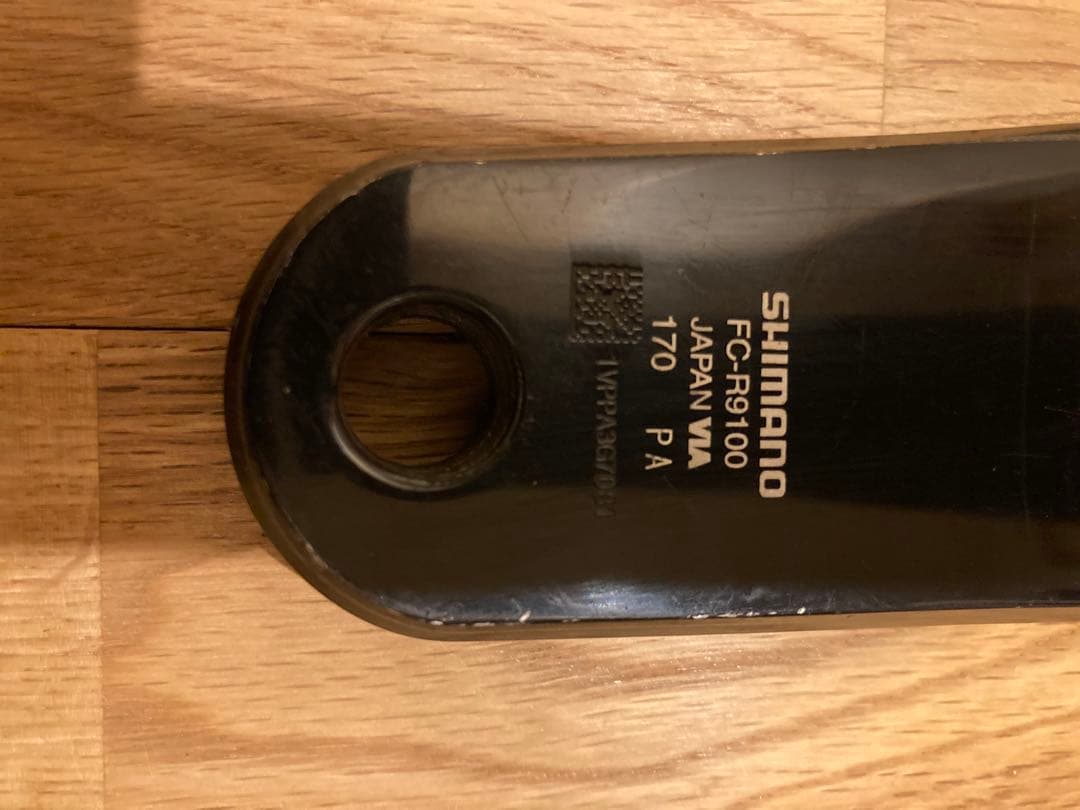 SHIMANO
FC-R9100
JAPAN VIA
170 PA